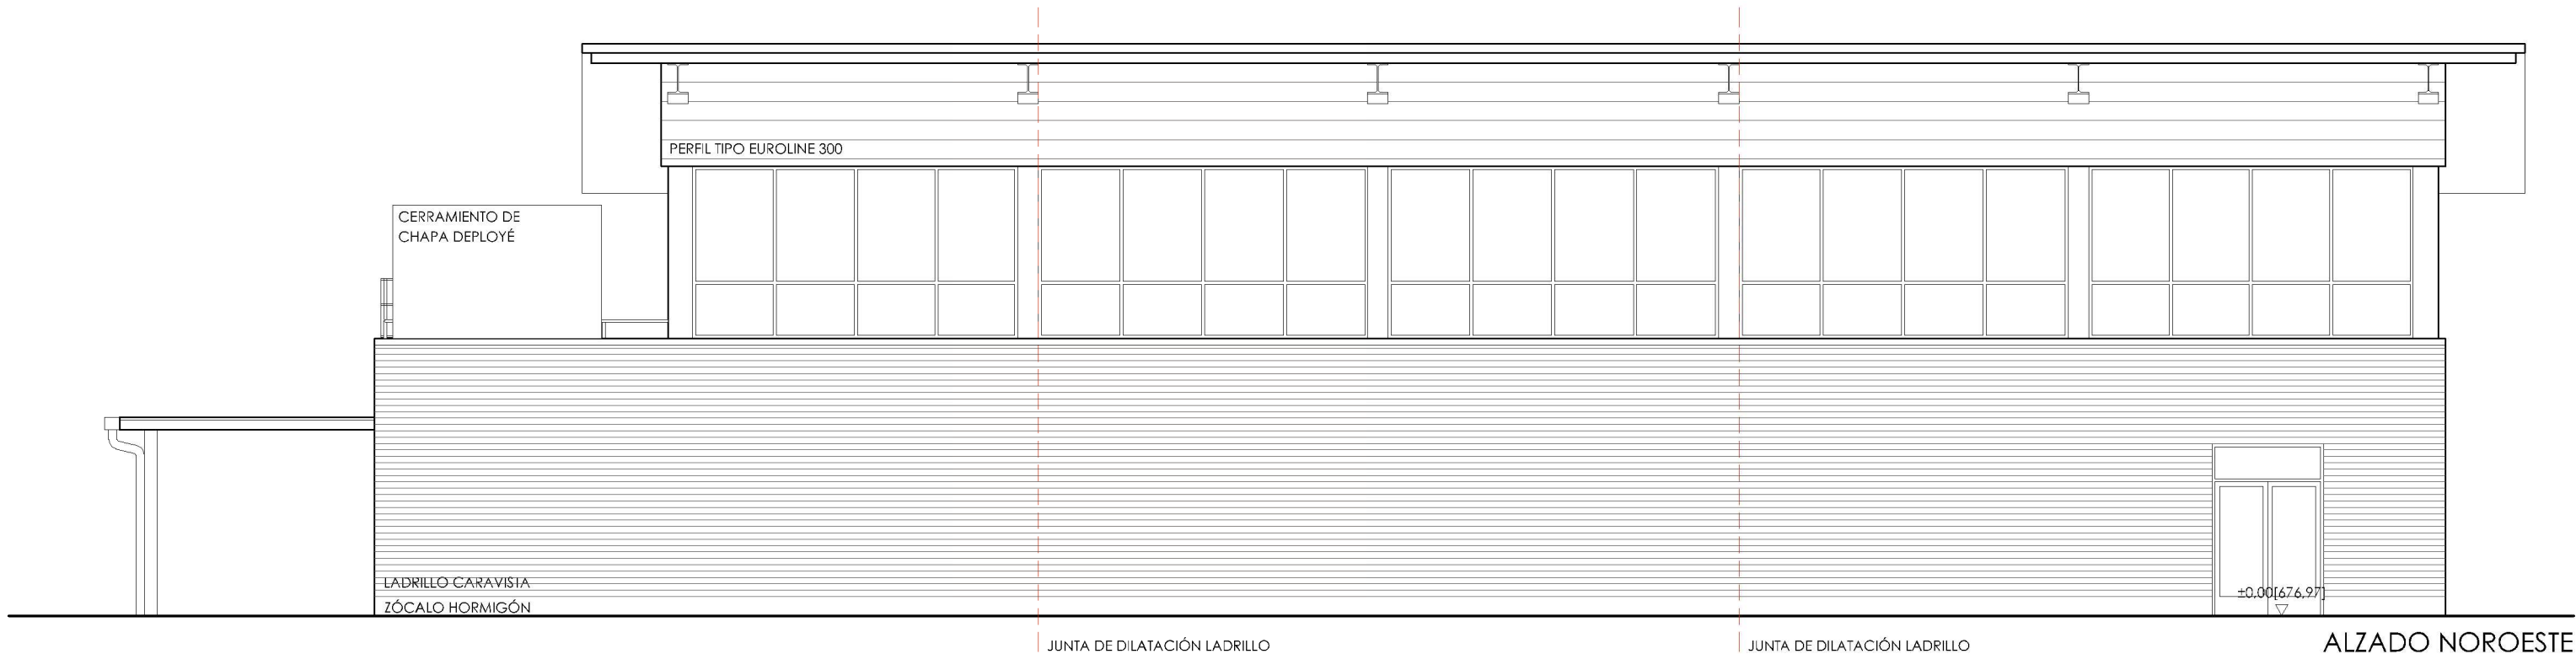 PERFIL TIPO EUROLINE 300
CERRAMIENTO DE
CHAPA DEPLOYÉ
LADRILLO CARAVISTA
ZÓCALO HORMIGÓN
±0,00[676,97]
JUNTA DE DILATACIÓN LADRILLO
JUNTA DE DILATACIÓN LADRILLO
ALZADO NOROESTE